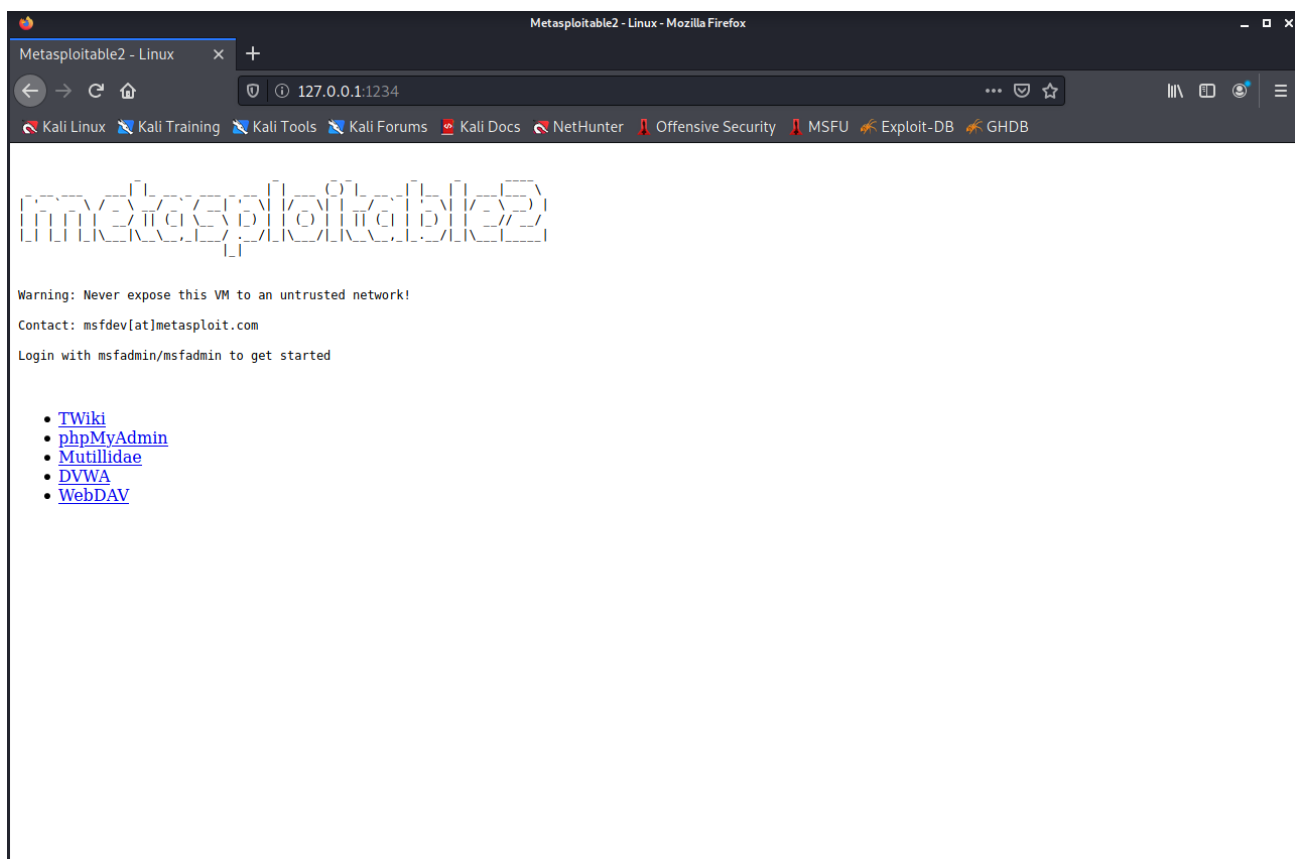 Metasploitable2 - Linux - Mozilla Firefox
Metasploitable2 - Linux
127.0.0.1:1234
Kali Linux Kali Training Kali Tools Kali Forums Kali Docs NetHunter Offensive Security MSFU Exploit-DB GHDB
metasploitable2
Warning: Never expose this VM to an untrusted network!
Contact: msfdev[at]metasploit.com
Login with msfadmin/msfadmin to get started
TWiki
phpMyAdmin
Mutillidae
DVWA
WebDAV